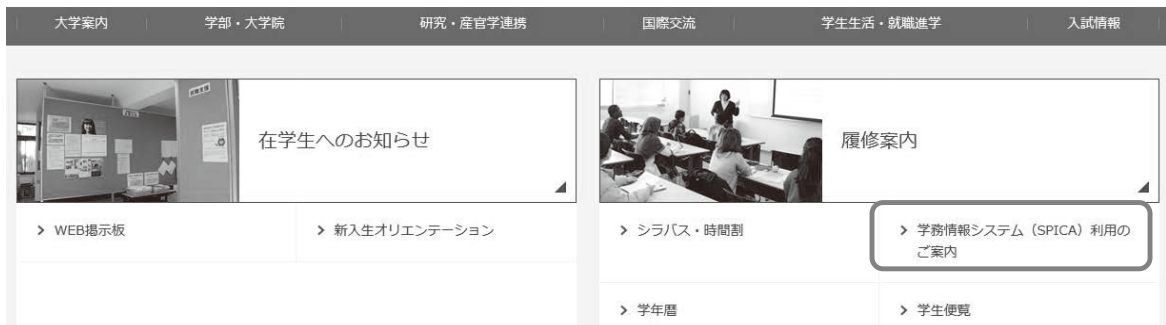 大学案内 学部・大学院 研究・産官学連携 国際交流 学生生活・就職進学 入試情報
在学生へのお知らせ
> WEB掲示板
> 新入生オリエンテーション
履修案内
> シラバス・時間割
> 学務情報システム（SPICA）利用の
ご案内
> 学年暦
> 学生便覧